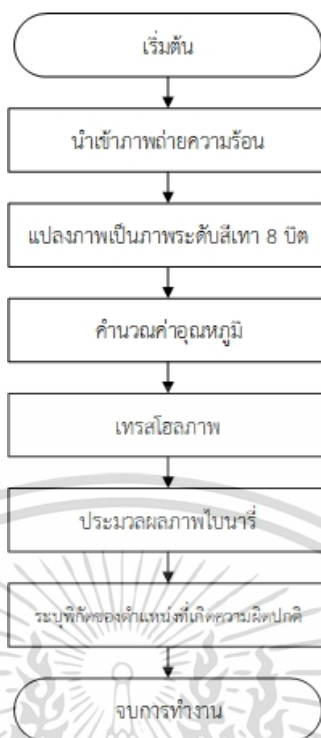 เริ่มต้น
นำเข้าภาพถ่ายความร้อน
แปลงภาพเป็นภาพระดับสีเทา 8 บิต
คำนวณค่าอุณหภูมิ
เทรสโฮลภาพ
ประมวลผลภาพไบนารี่
ระบุพิกัดของตำแหน่งที่เกิดความผิดปกติ
จบการทำงาน